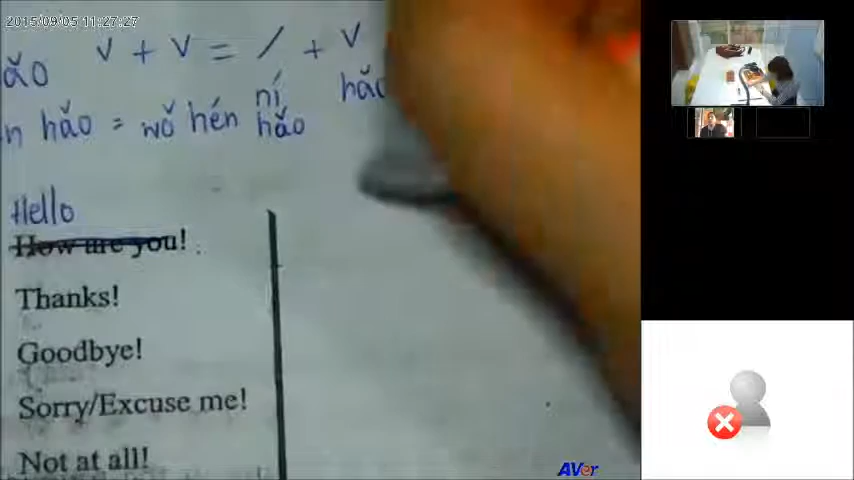 2015/09/05 11:27:27
ǎo v + v = / + v
ní hǎo
n hǎo = wǒ hén hǎo
Hello
How are you!
Thanks!
Goodbye!
Sorry/Excuse me!
Not at all!
AVer